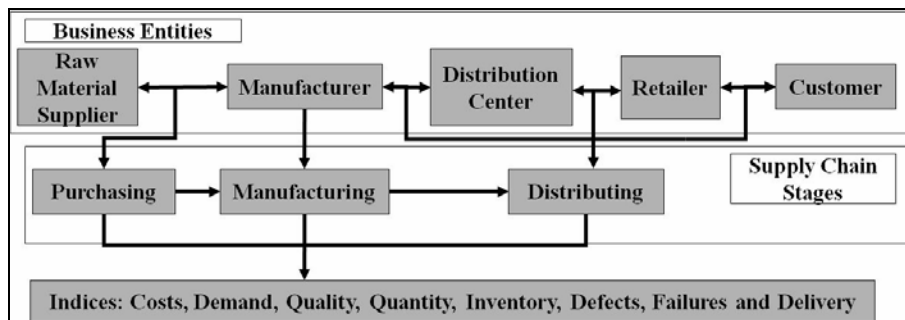 Business Entities
Raw
Material
Supplier
Manufacturer
Distribution
Center
Retailer
Customer
Purchasing
Manufacturing
Distributing
Supply Chain
Stages
Indices: Costs, Demand, Quality, Quantity, Inventory, Defects, Failures and Delivery